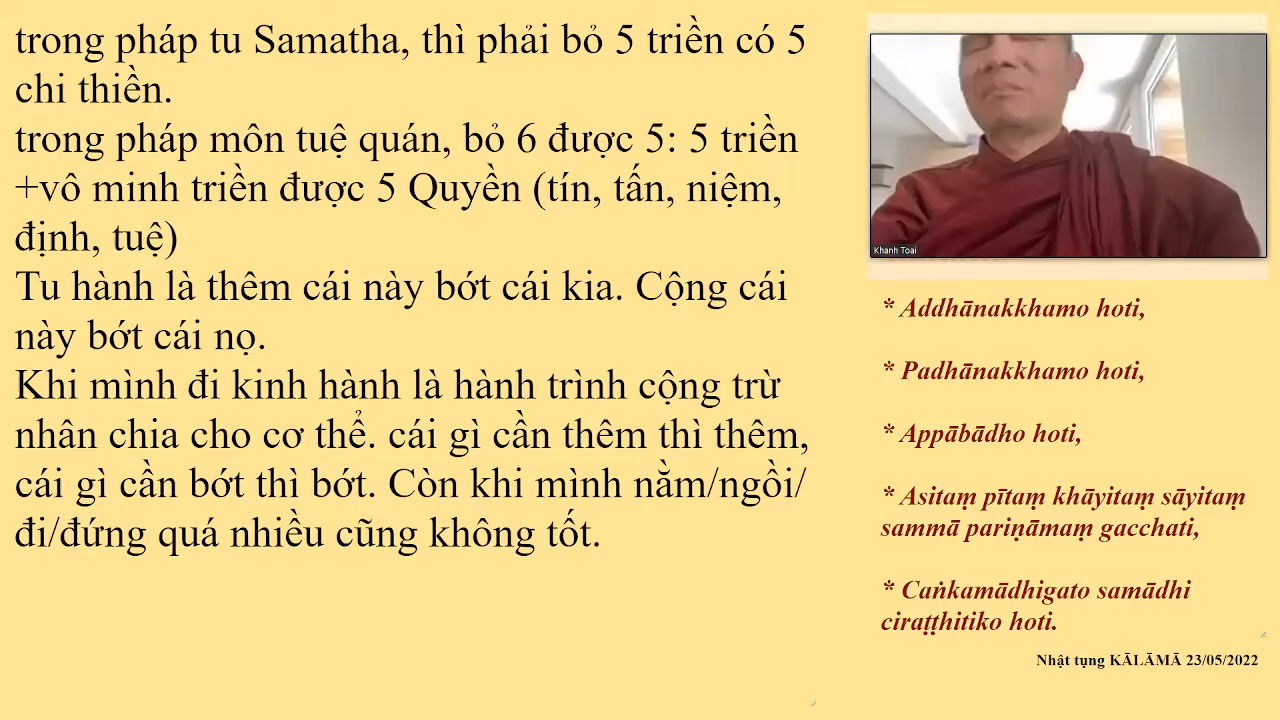 trong pháp tu Samatha, thì phải bỏ 5 triền có 5
chi thiền.
trong pháp môn tuệ quán, bỏ 6 được 5: 5 triền
+vô minh triền được 5 Quyền (tín, tấn, niệm,
định, tuệ)
Tu hành là thêm cái này bớt cái kia. Cộng cái
này bớt cái nọ.
Khi mình đi kinh hành là hành trình cộng trừ
nhân chia cho cơ thể. cái gì cần thêm thì thêm,
cái gì cần bớt thì bớt. Còn khi mình nằm/ngồi/
đi/đứng quá nhiều cũng không tốt.
Khanh Toai
* Addhānakkhamo hoti,
* Padhānakkhamo hoti,
* Appābādho hoti,
* Asitaṃ pītaṃ khāyitaṃ sāyitaṃ
sammā pariṇāmaṃ gacchati,
* Caṅkamādhigato samādhi
ciraṭṭhitiko hoti.
Nhật tụng KĀLĀMĀ 23/05/2022